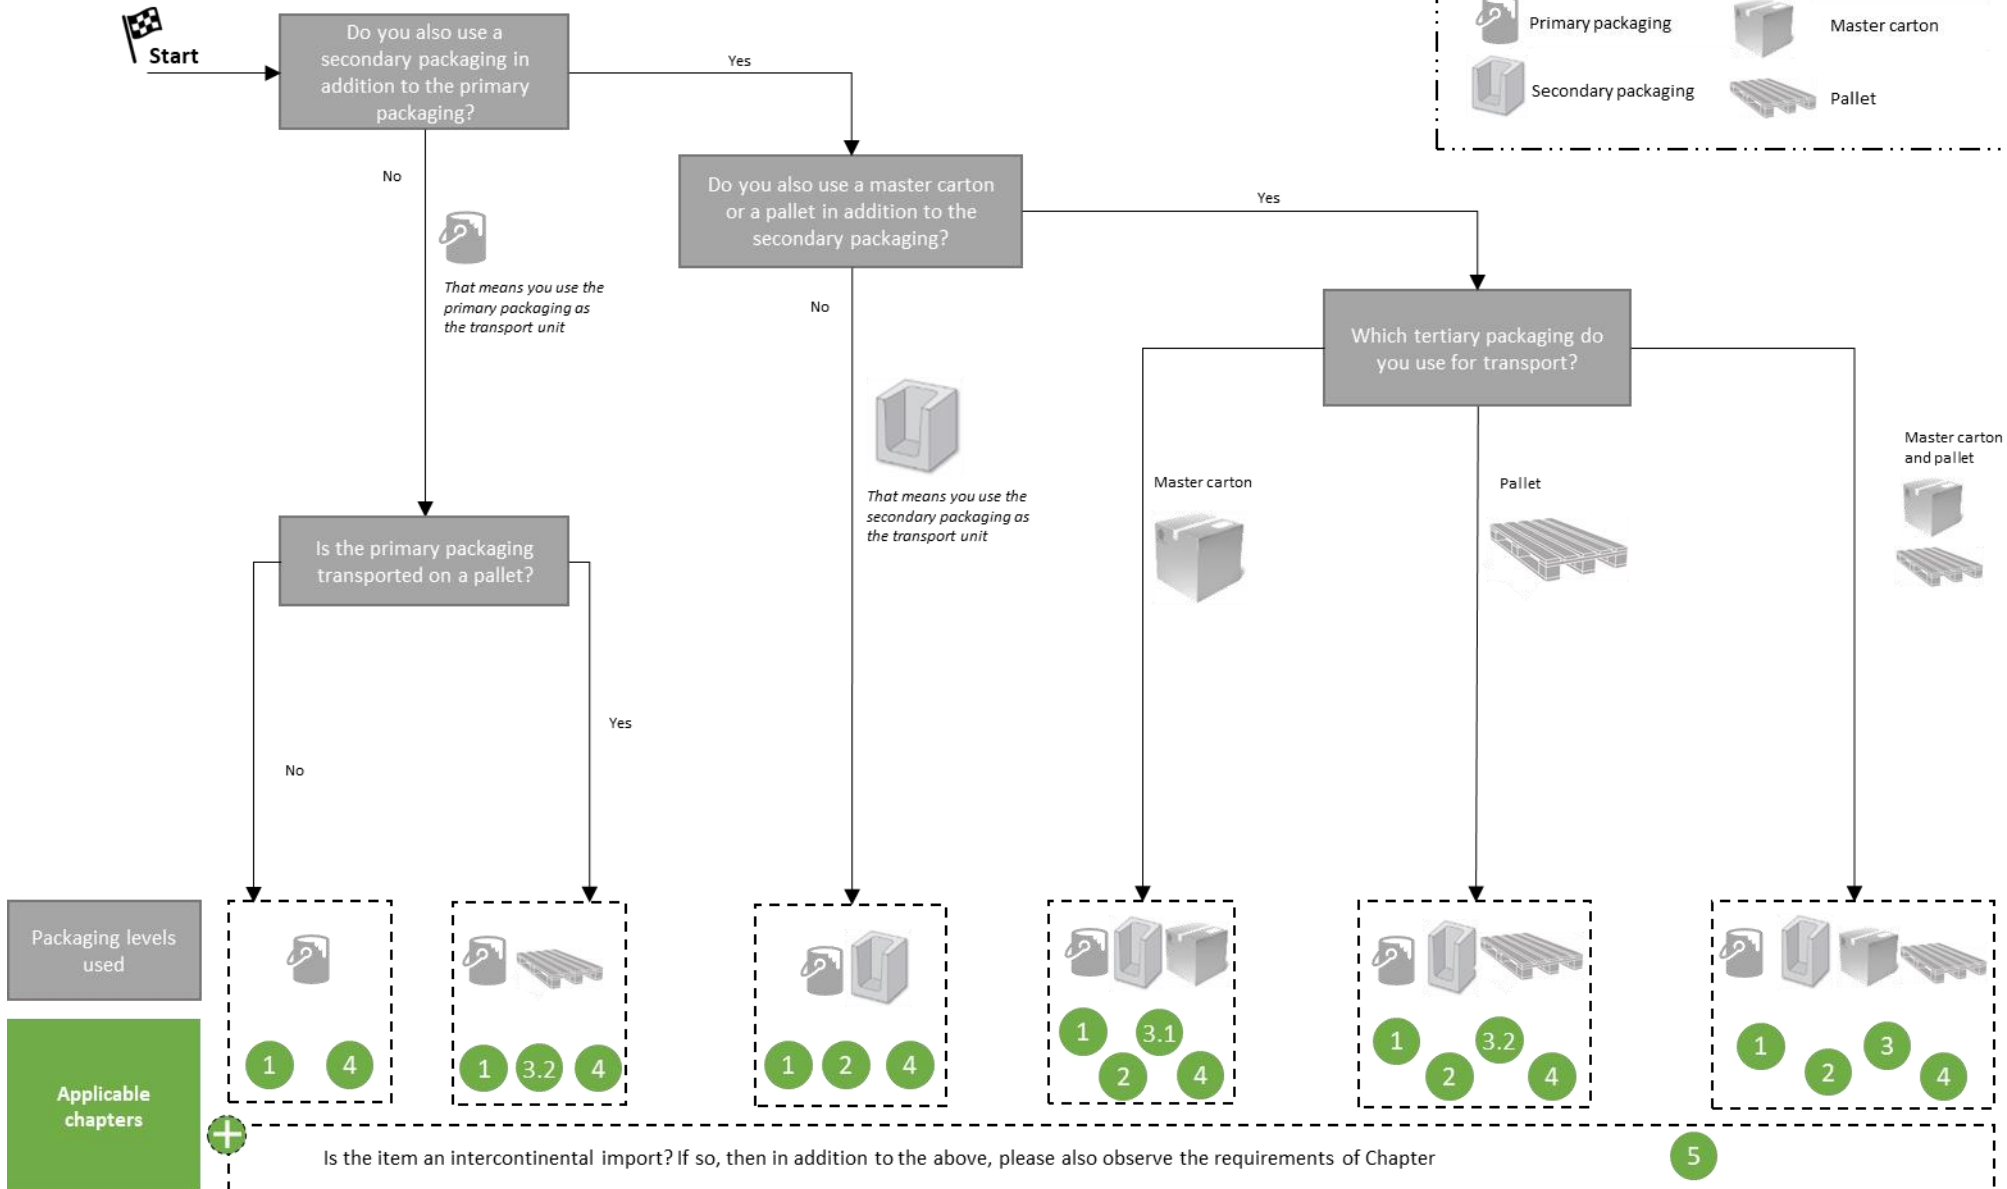 Start
Do you also use a
secondary packaging in
addition to the primary
packaging?
Yes
Primary packaging
Master carton
Secondary packaging
Pallet
No
Do you also use a master carton
or a pallet in addition to the
secondary packaging?
Yes
That means you use the
primary packaging as
the transport unit
No
Which tertiary packaging do
you use for transport?
Master carton
and pallet
Master carton
Pallet
That means you use the
secondary packaging as
the transport unit
Is the primary packaging
transported on a pallet?
Yes
No
Packaging levels
used
Applicable
chapters
1 4
1 3.2 4
1 2 4
1 3.1
2 4
1 3.2
2 4
1 3
2 4
Is the item an intercontinental import? If so, then in addition to the above, please also observe the requirements of Chapter 5